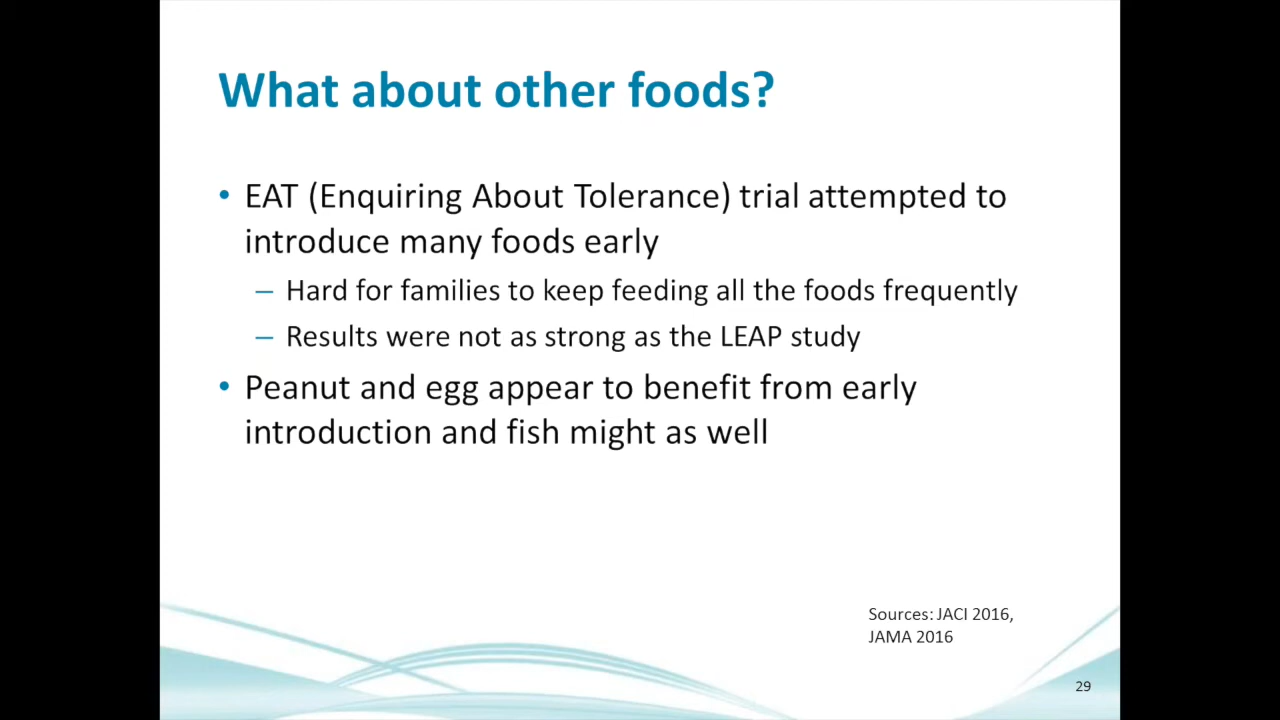 What about other foods?
• EAT (Enquiring About Tolerance) trial attempted to
introduce many foods early
– Hard for families to keep feeding all the foods frequently
– Results were not as strong as the LEAP study
• Peanut and egg appear to benefit from early
introduction and fish might as well
Sources: JACI 2016,
JAMA 2016
29